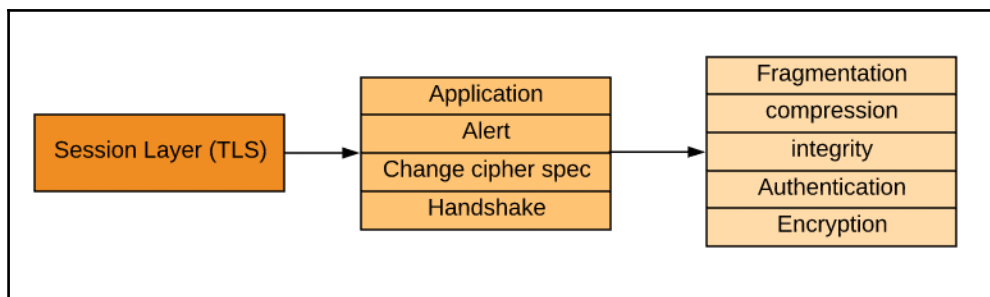 Session Layer (TLS)
Application
Alert
Change cipher spec
Handshake
Fragmentation
compression
integrity
Authentication
Encryption